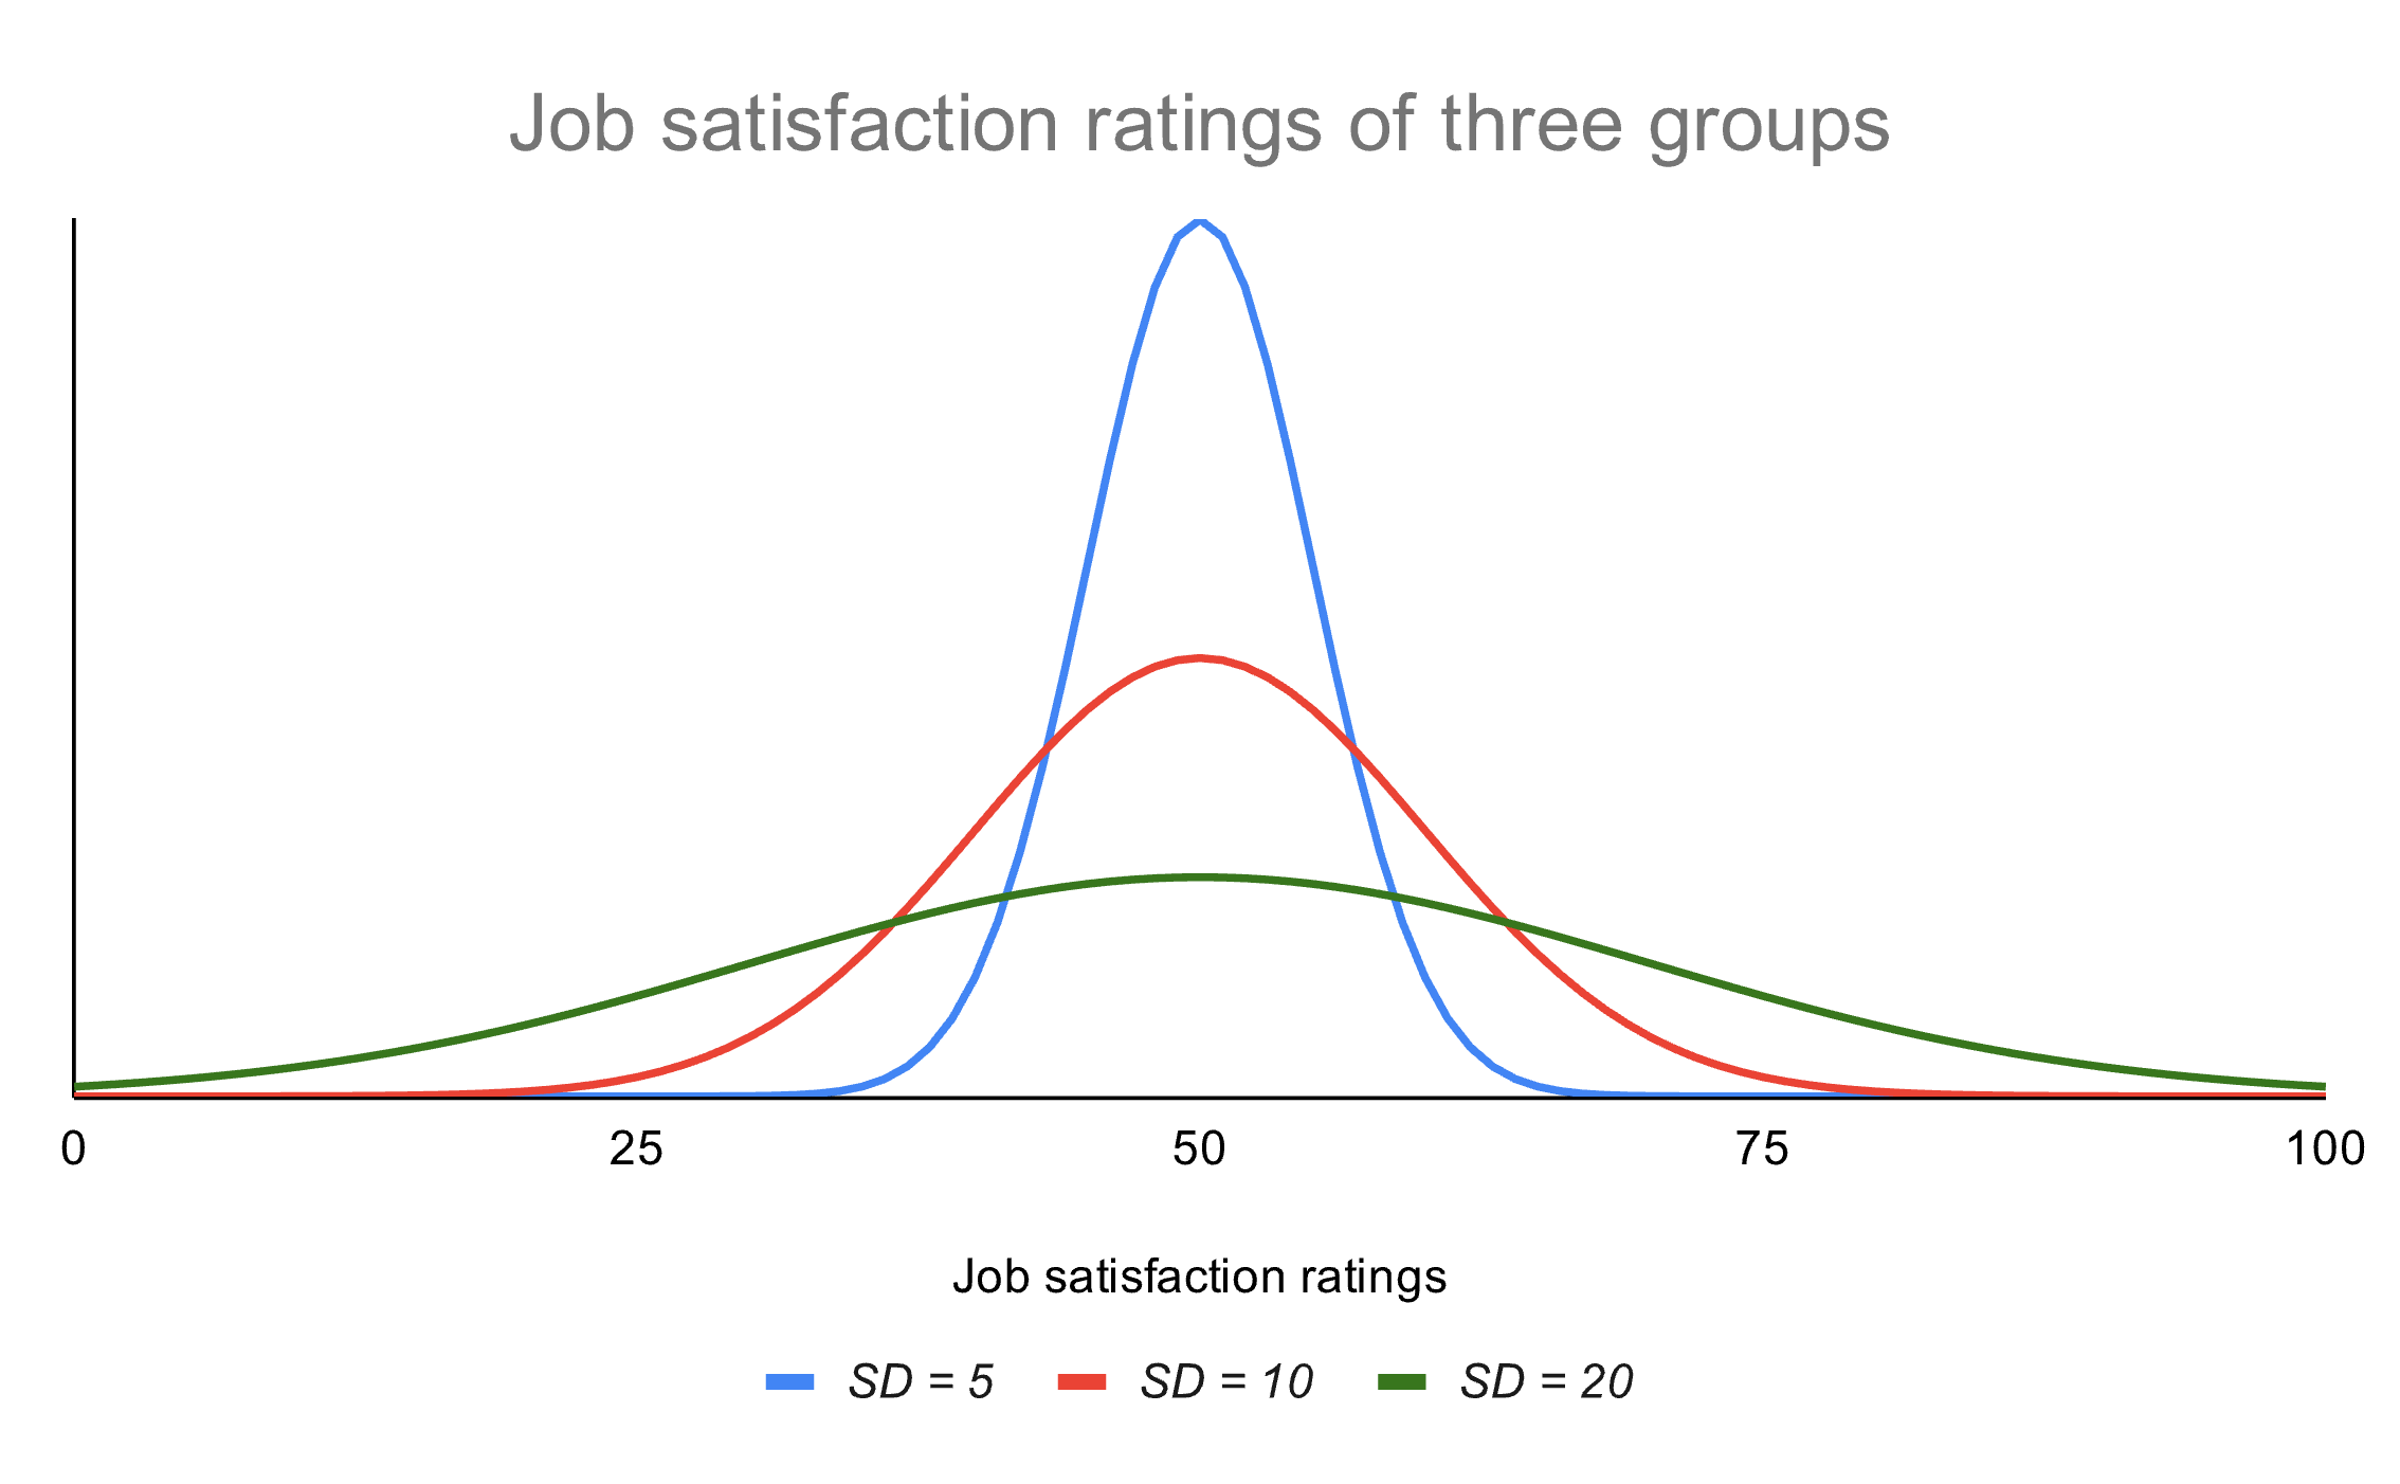 Job satisfaction ratings of three groups
0 25 50 75 100
Job satisfaction ratings
SD = 5 SD = 10 SD = 20